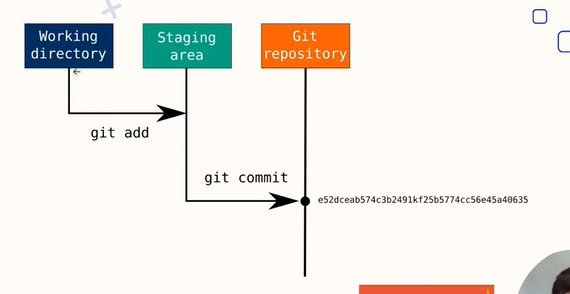 Working
directory
Staging
area
Git
repository
git add
git commit
e52dceab574c3b2491kf25b5774cc56e45a40635